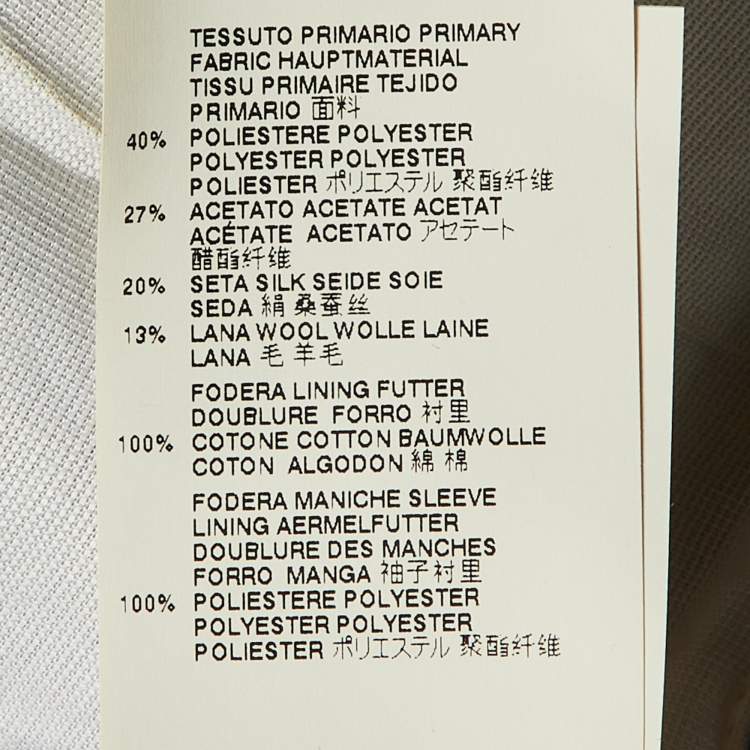 TESSUTO PRIMARIO PRIMARY
FABRIC HAUPTMATERIAL
TISSU PRIMAIRE TEJIDO
PRIMARIO 面料
40% POLIESTERE POLYESTER
POLYESTER POLYESTER
POLIESTER ポリエステル 聚酯纤维
27% ACETATO ACETATE ACETAT
ACÉTATE ACETATO アセテート
醋酯纤维
20% SETA SILK SEIDE SOIE
SEDA 絹 桑蚕丝
13% LANA WOOL WOLLE LAINE
LANA 毛 羊毛
FODERA LINING FUTTER
DOUBLURE FORRO 衬里
100% COTONE COTTON BAUMWOLLE
COTON ALGODON 綿 棉
FODERA MANICHE SLEEVE
LINING AERMELFUTTER
DOUBLURE DES MANCHES
FORRO MANGA 袖子衬里
100% POLIESTERE POLYESTER
POLYESTER POLYESTER
POLIESTER ポリエステル 聚酯纤维